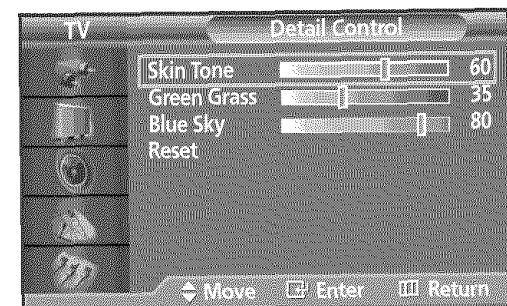 TV
Detail Control
Skin Tone 60
Green Grass 35
Blue Sky 80
Reset
Move Enter Return